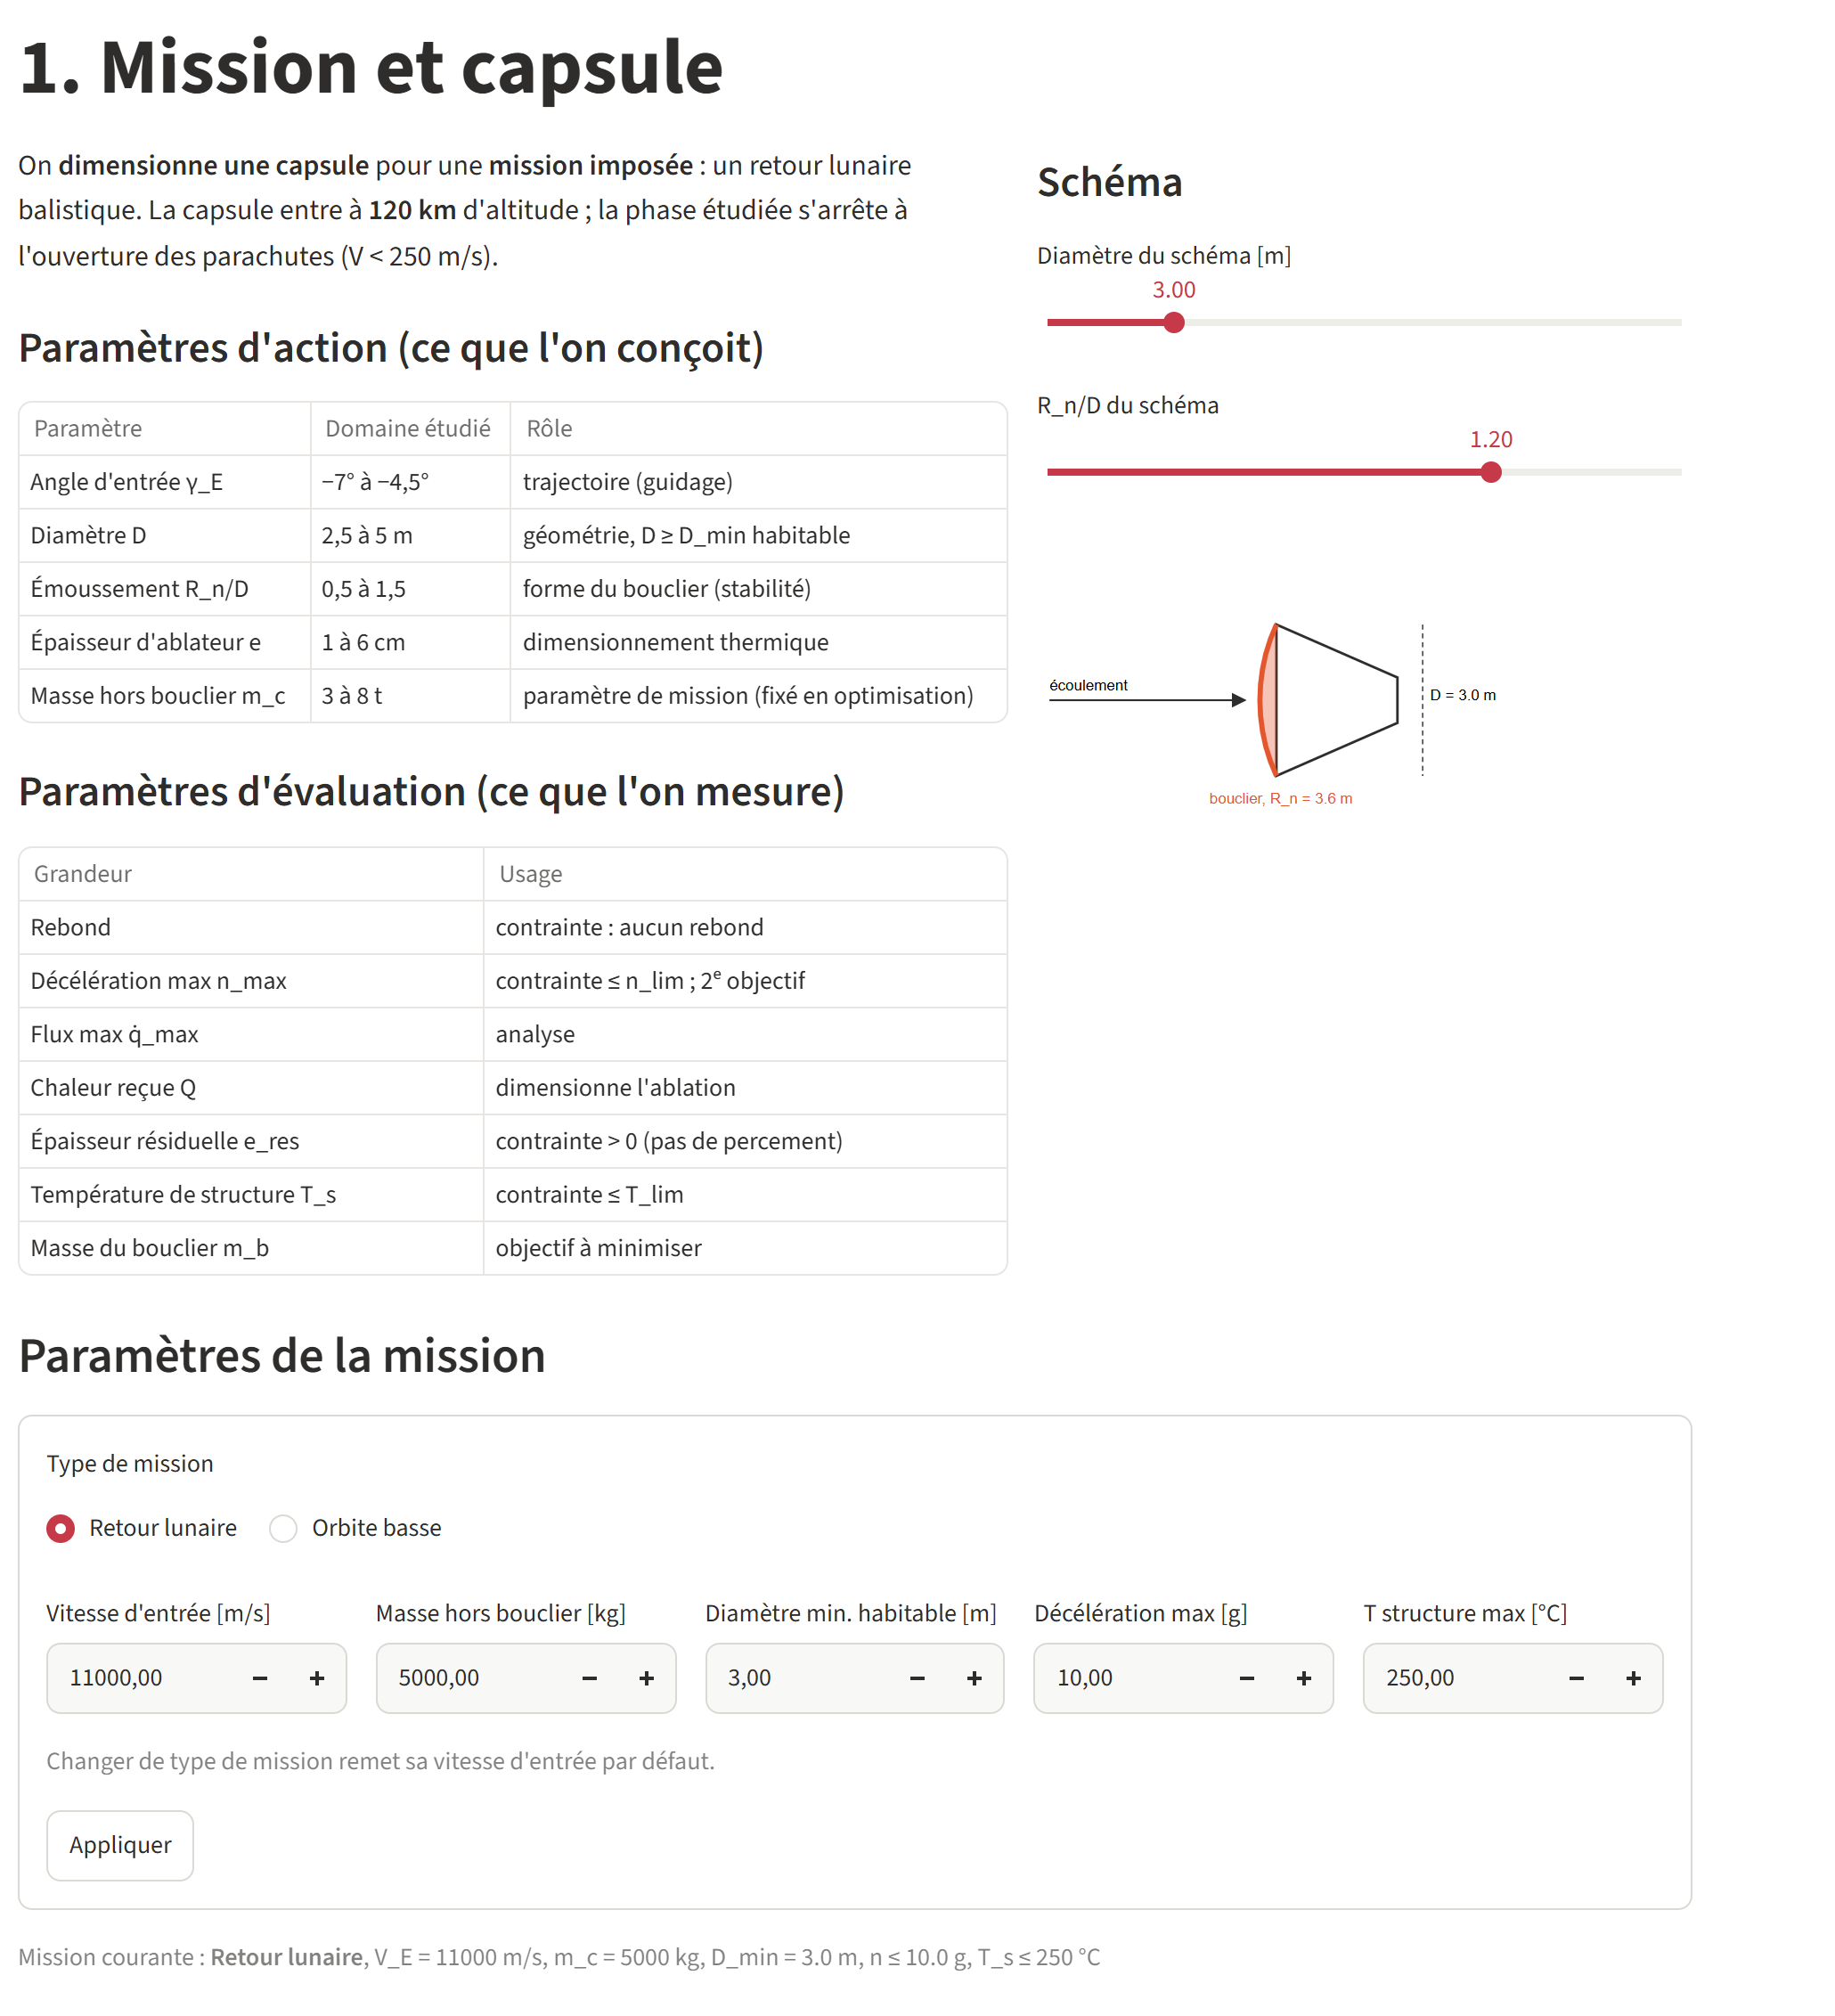 1. Mission et capsule
On dimensionne une capsule pour une mission imposée : un retour lunaire
balistique. La capsule entre à 120 km d'altitude ; la phase étudiée s'arrête à
l'ouverture des parachutes (V < 250 m/s).
Paramètres d'action (ce que l'on conçoit)
Paramètre Domaine étudié Rôle
Angle d'entrée γ_E −7° à −4,5° trajectoire (guidage)
Diamètre D 2,5 à 5 m géométrie, D ≥ D_min habitable
Émoussement R_n/D 0,5 à 1,5 forme du bouclier (stabilité)
Épaisseur d'ablateur e 1 à 6 cm dimensionnement thermique
Masse hors bouclier m_c 3 à 8 t paramètre de mission (fixé en optimisation)
Paramètres d'évaluation (ce que l'on mesure)
Grandeur Usage
Rebond contrainte : aucun rebond
Décélération max n_max contrainte ≤ n_lim ; 2ᵉ objectif
Flux max q̇_max analyse
Chaleur reçue Q dimensionne l'ablation
Épaisseur résiduelle e_res contrainte > 0 (pas de percement)
Température de structure T_s contrainte ≤ T_lim
Masse du bouclier m_b objectif à minimiser
Schéma
Diamètre du schéma [m]
3.00
R_n/D du schéma
1.20
écoulement
D = 3.0 m
bouclier, R_n = 3.6 m
Paramètres de la mission
Type de mission
Retour lunaire Orbite basse
Vitesse d'entrée [m/s] Masse hors bouclier [kg] Diamètre min. habitable [m] Décélération max [g] T structure max [°C]
11000,00 − + 5000,00 − + 3,00 − + 10,00 − + 250,00 − +
Changer de type de mission remet sa vitesse d'entrée par défaut.
Appliquer
Mission courante : Retour lunaire, V_E = 11000 m/s, m_c = 5000 kg, D_min = 3.0 m, n ≤ 10.0 g, T_s ≤ 250 °C